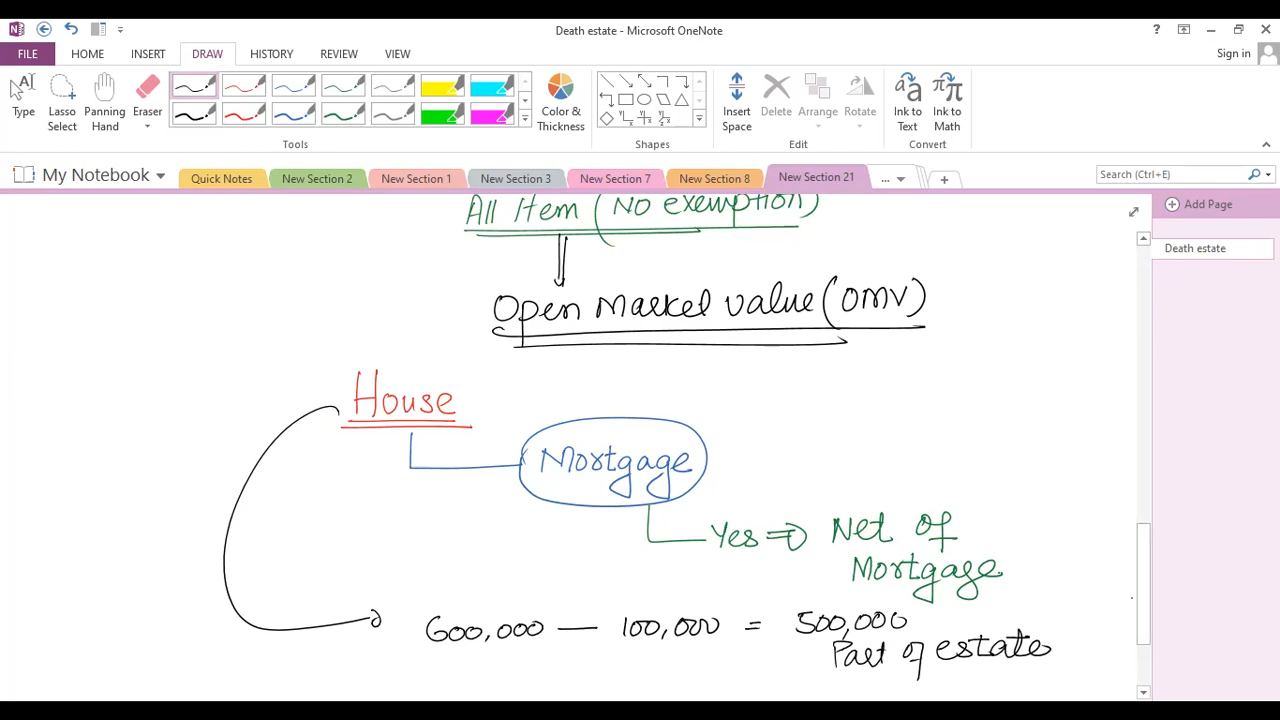 Death estate - Microsoft OneNote
?
FILE HOME INSERT DRAW HISTORY REVIEW VIEW
Sign in
Type
Lasso Select
Panning Hand
Eraser
Color & Thickness
Insert Space
Delete
Arrange
Rotate
Ink to Text
Ink to Math
Tools Shapes Edit Convert
My Notebook Quick Notes New Section 2 New Section 1 New Section 3 New Section 7 New Section 8 New Section 21 ... Search (Ctrl+E)
Add Page
Death estate
All Item (No exemption)
Open Market value (OMV)
House
Mortgage
Yes ⇒ Net of
Mortgage
600,000 — 100,000 = 500,000
Part of estate